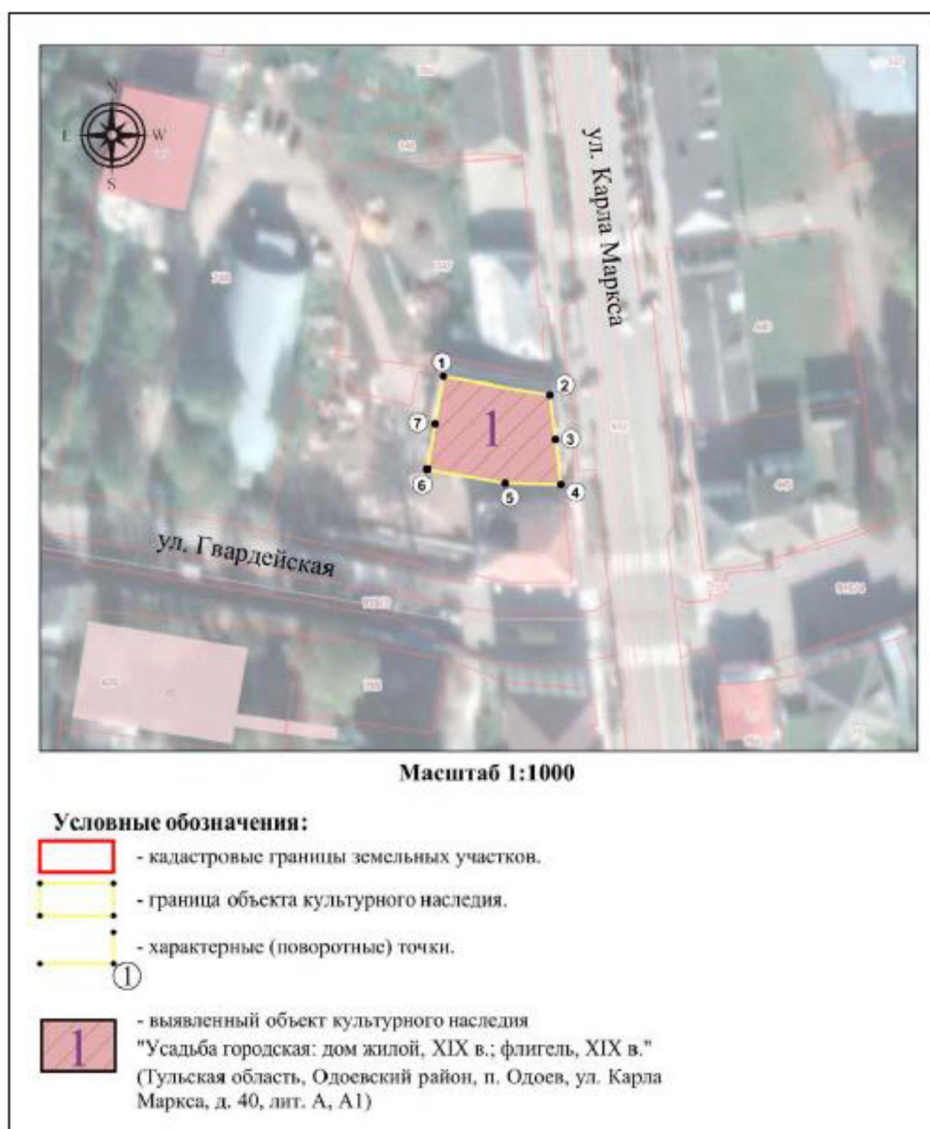 N
E W
S
ул. Карла Маркса
1
2
3
4
5
6
7
1
ул. Гвардейская
Масштаб 1:1000
Условные обозначения:
- кадастровые границы земельных участков.
- граница объекта культурного наследия.
- характерные (поворотные) точки.
1
1
- выявленный объект культурного наследия
"Усадьба городская: дом жилой, XIX в.; флигель, XIX в."
(Тульская область, Одоевский район, п. Одоев, ул. Карла
Маркса, д. 40, лит. А, А1)